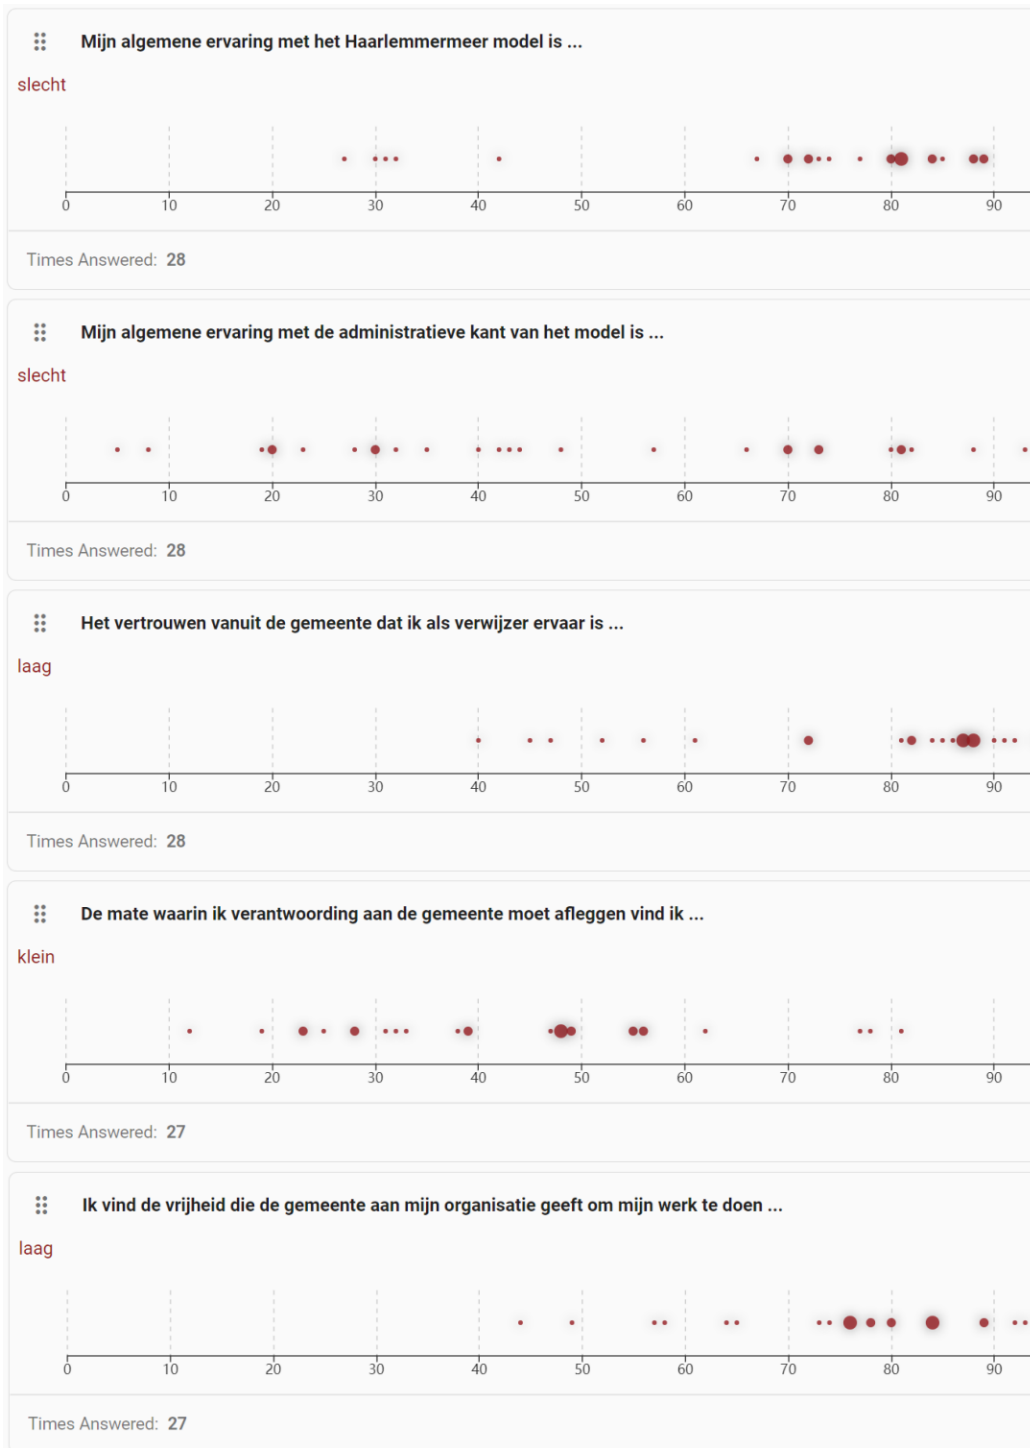 Mijn algemene ervaring met het Haarlemmermeer model is ...
slecht
0 10 20 30 40 50 60 70 80 90
Times Answered: 28
Mijn algemene ervaring met de administratieve kant van het model is ...
slecht
0 10 20 30 40 50 60 70 80 90
Times Answered: 28
Het vertrouwen vanuit de gemeente dat ik als verwijzer ervaar is ...
laag
0 10 20 30 40 50 60 70 80 90
Times Answered: 28
De mate waarin ik verantwoording aan de gemeente moet afleggen vind ik ...
klein
0 10 20 30 40 50 60 70 80 90
Times Answered: 27
Ik vind de vrijheid die de gemeente aan mijn organisatie geeft om mijn werk te doen ...
laag
0 10 20 30 40 50 60 70 80 90
Times Answered: 27